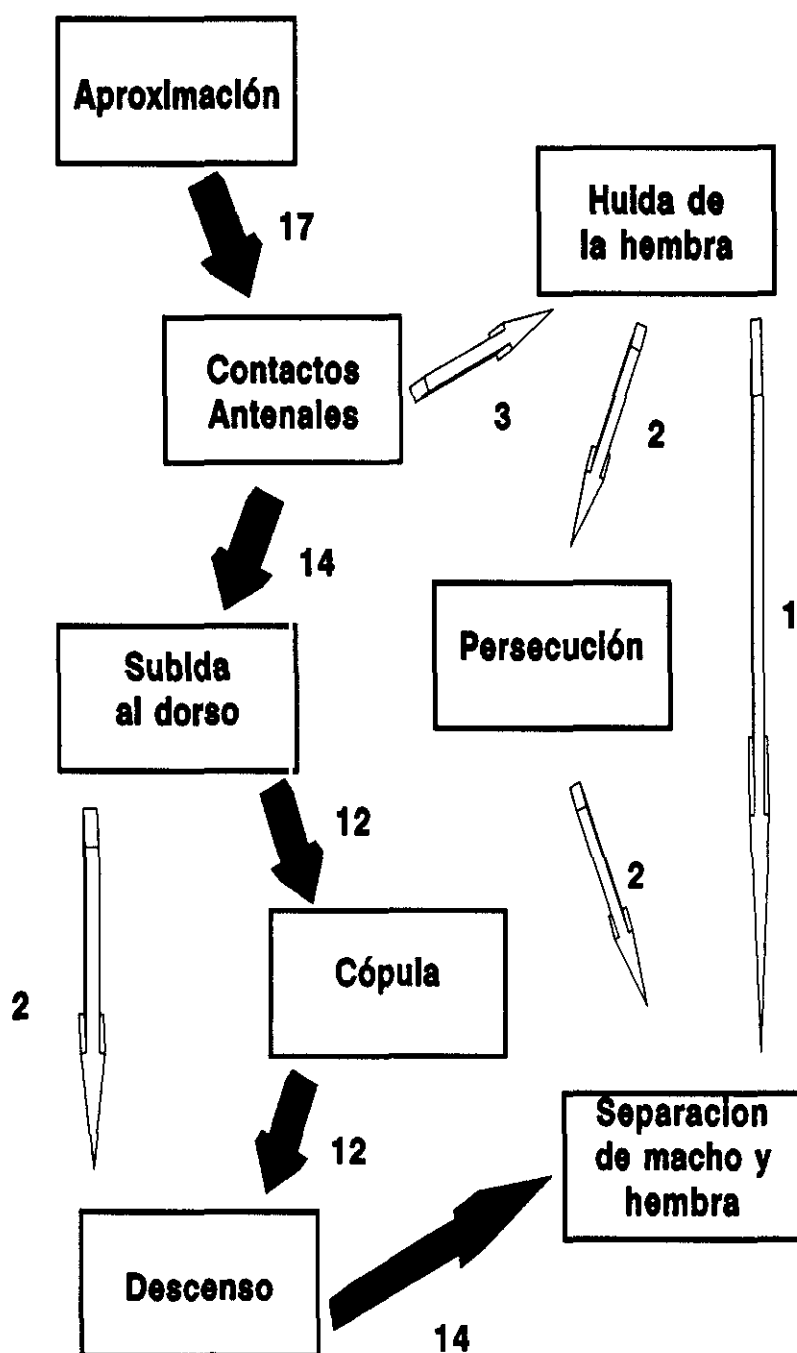 Aproximación
17
Huida de
la hembra
Contactos
Antenales
3
2
14
1
Subida
al dorso
Persecución
12
2
2
Cópula
12
Separacion
de macho y
hembra
Descenso
14